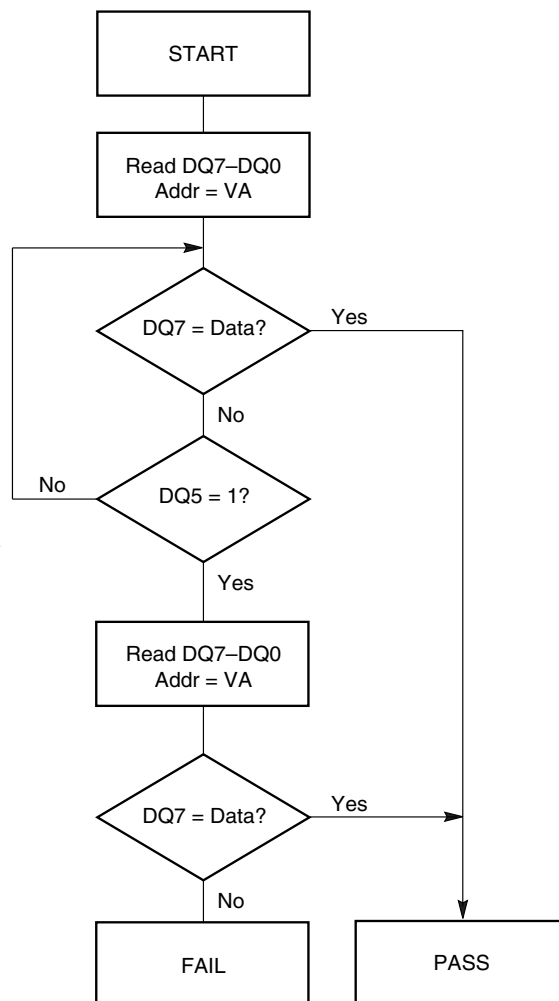 START
Read DQ7–DQ0
Addr = VA
DQ7 = Data?
Yes
No
No
DQ5 = 1?
Yes
Read DQ7–DQ0
Addr = VA
DQ7 = Data?
Yes
No
FAIL
PASS